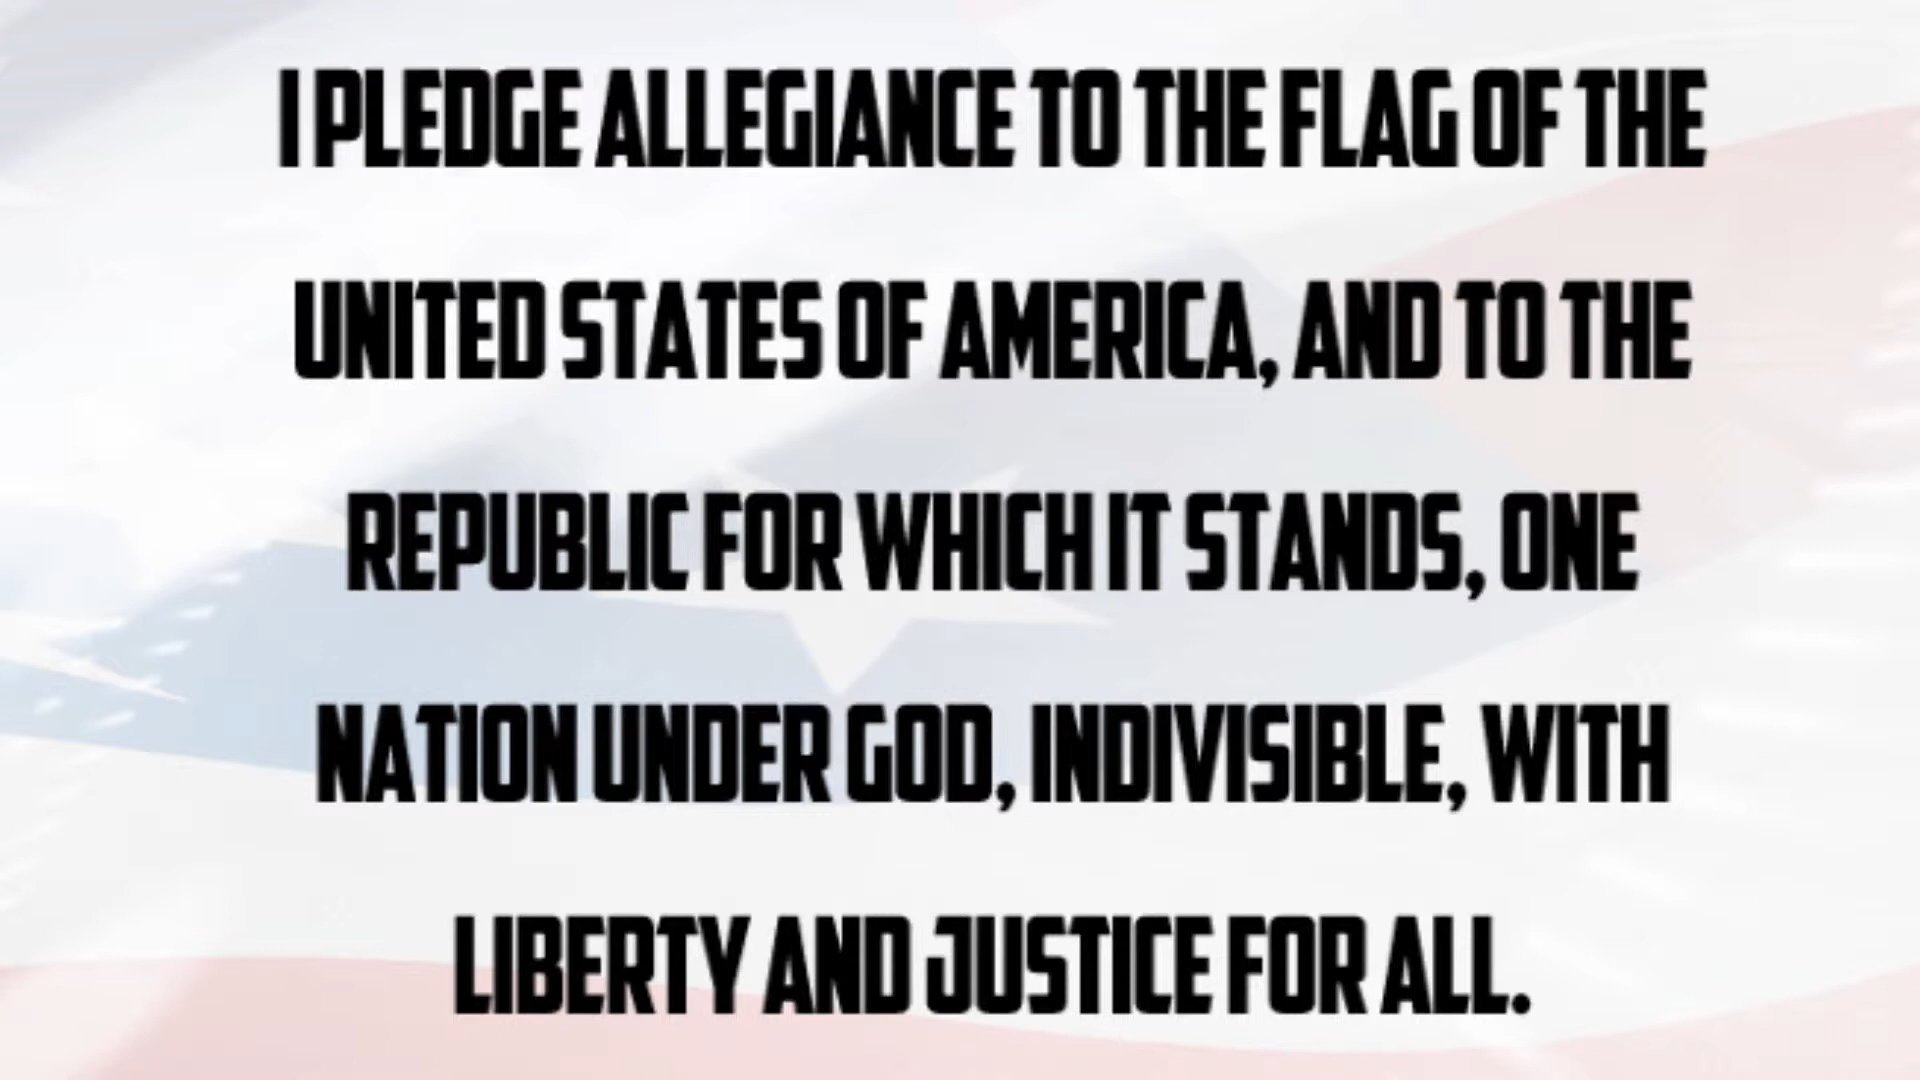 I PLEDGE ALLEGIANCE TO THE FLAG OF THE
UNITED STATES OF AMERICA, AND TO THE
REPUBLIC FOR WHICH IT STANDS, ONE
NATION UNDER GOD, INDIVISIBLE, WITH
LIBERTY AND JUSTICE FOR ALL.